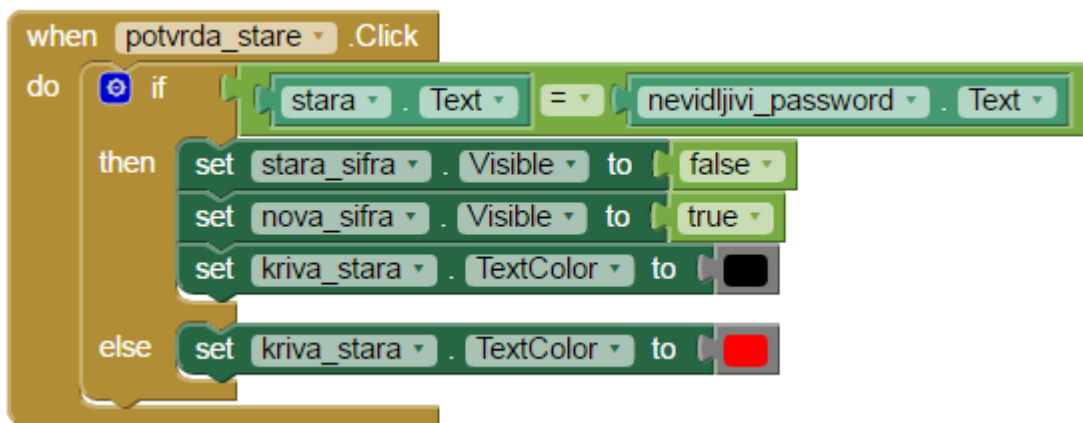 when potvrda_stare .Click
do if stara . Text = nevidljivi_password . Text
then set stara_sifra . Visible to false
set nova_sifra . Visible to true
set kriva_stara . TextColor to
else set kriva_stara . TextColor to